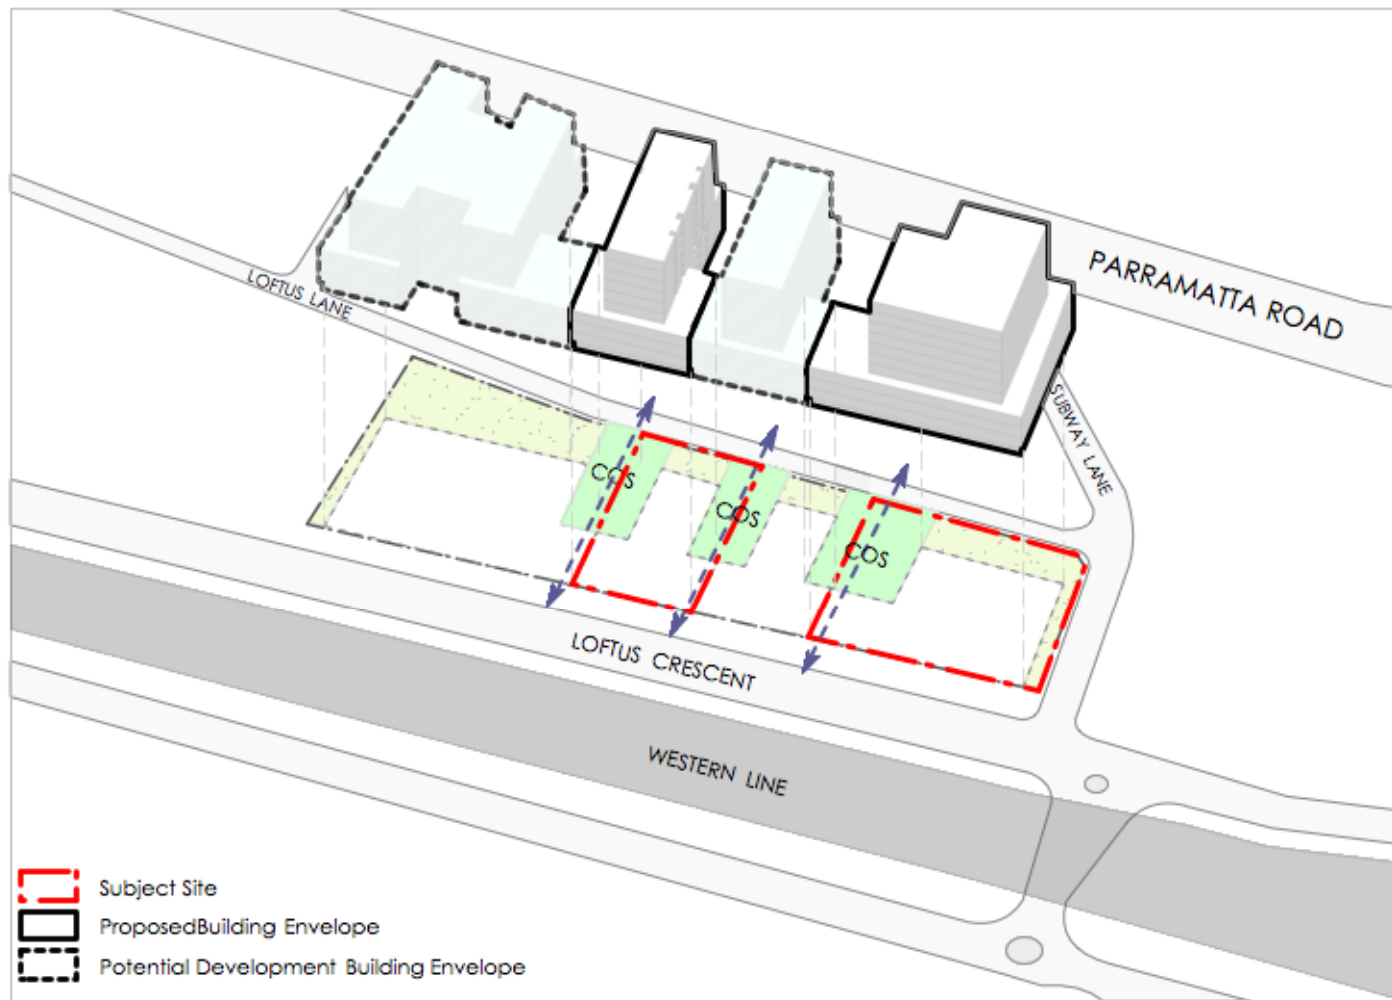 PARRAMATTA ROAD
LOFTUS LANE
SUBWAY LANE
COS
COS
COS
LOFTUS CRESCENT
WESTERN LINE
Subject Site
ProposedBuilding Envelope
Potential Development Building Envelope